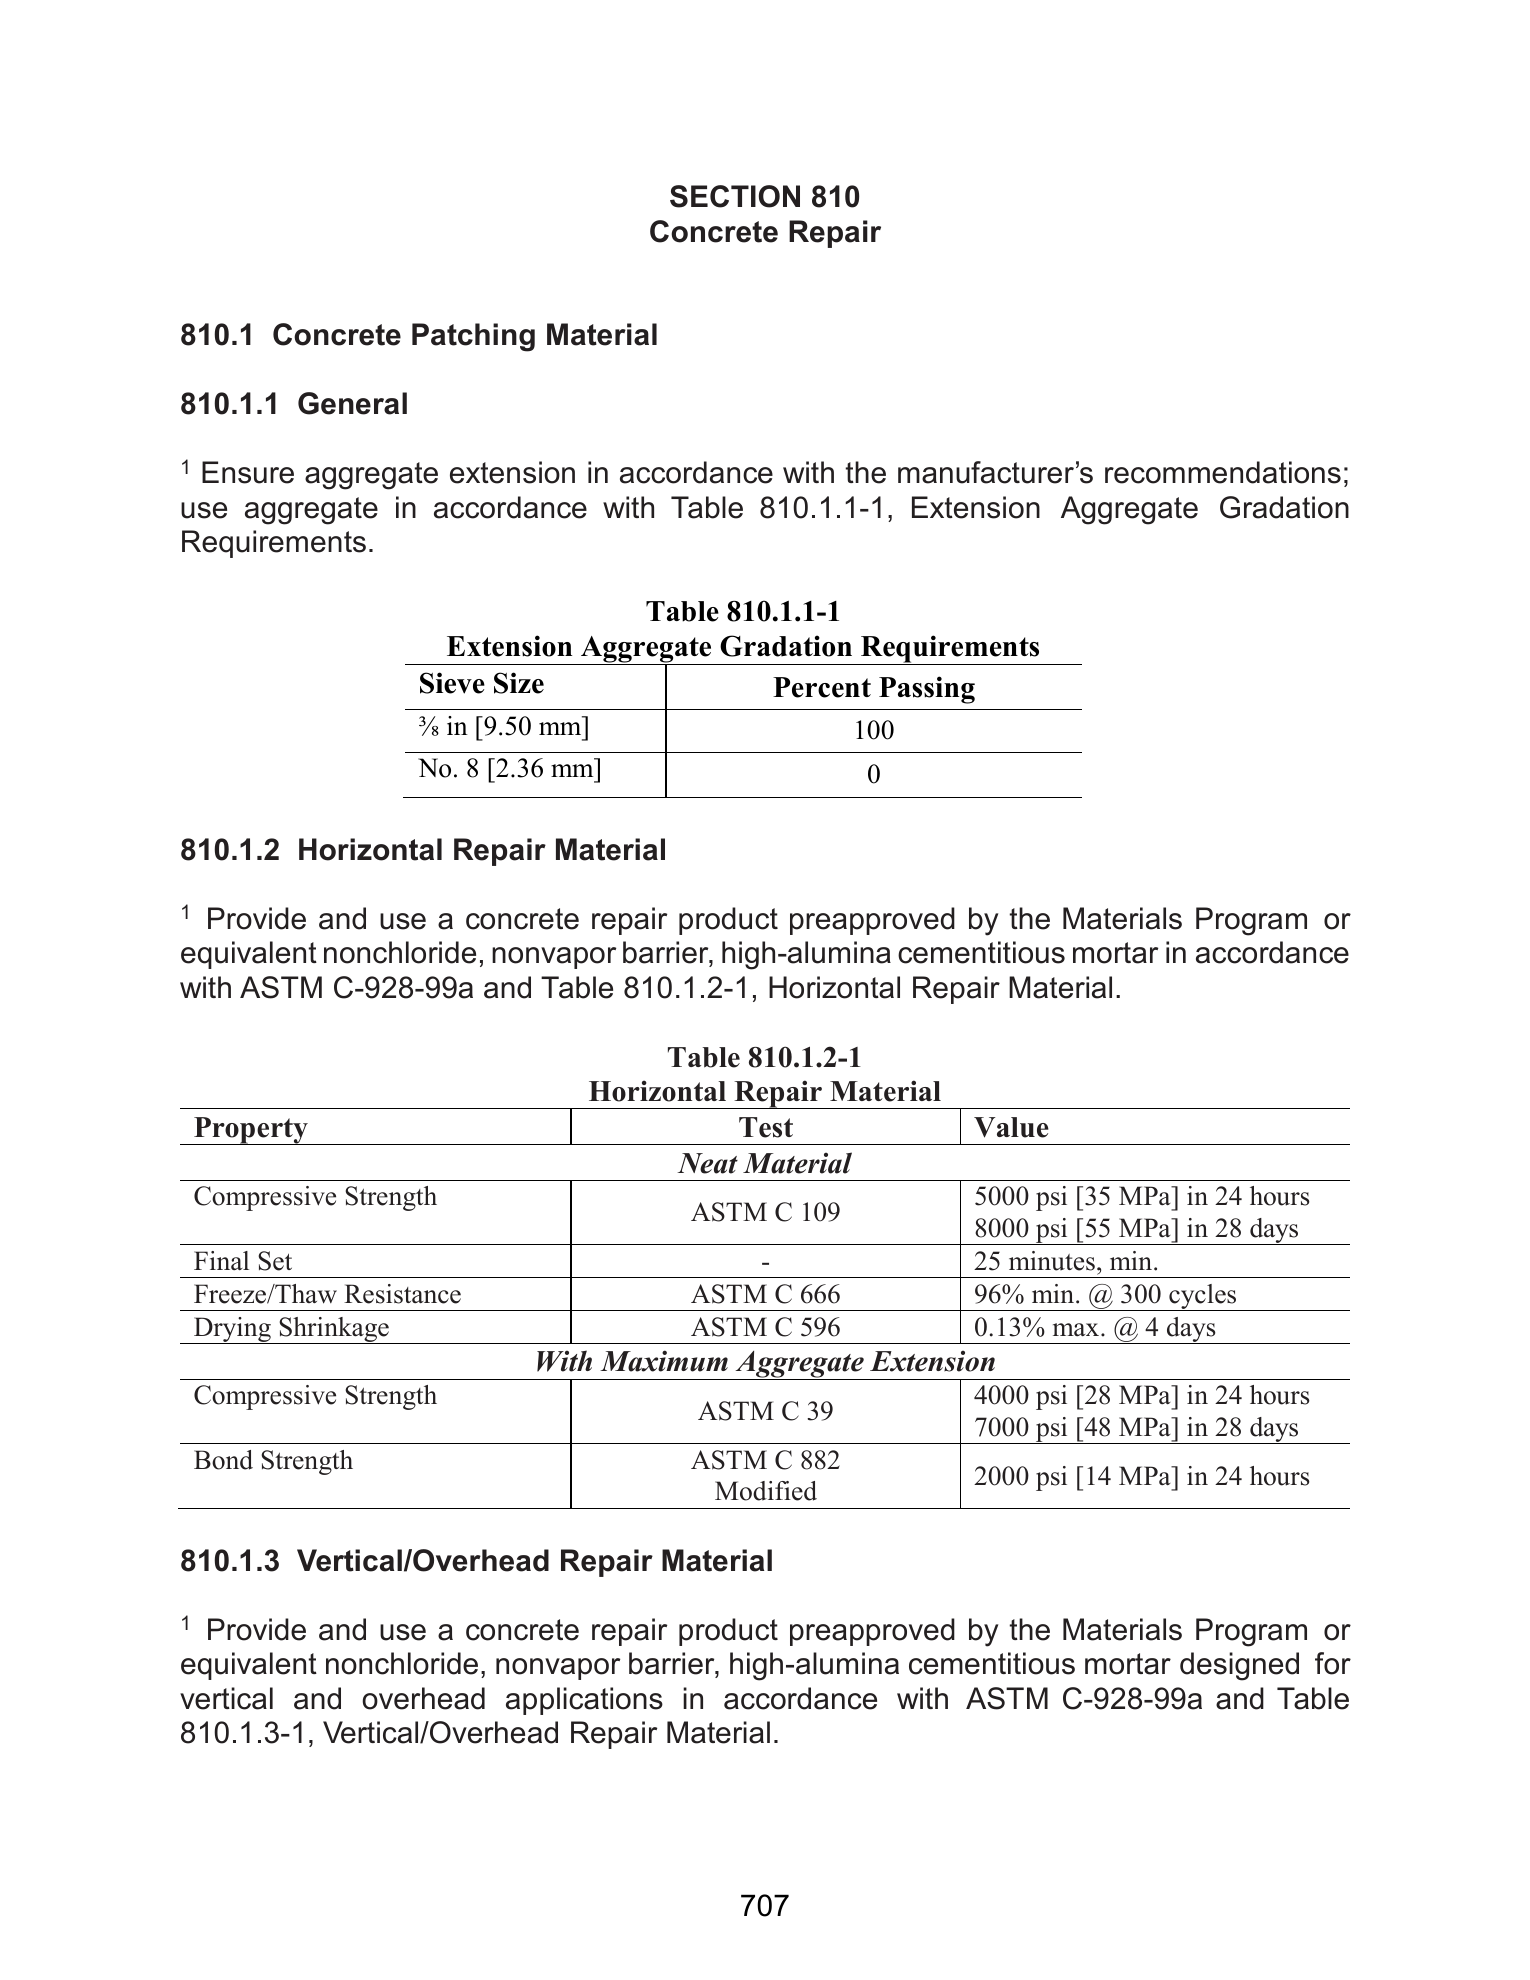 SECTION 810
Concrete Repair
810.1 Concrete Patching Material
810.1.1 General
1 Ensure aggregate extension in accordance with the manufacturer’s recommendations;
use aggregate in accordance with Table 810.1.1-1, Extension Aggregate Gradation
Requirements.
Table 810.1.1-1
Extension Aggregate Gradation Requirements
Sieve Size Percent Passing
⅜ in [9.50 mm] 100
No. 8 [2.36 mm] 0
810.1.2 Horizontal Repair Material
1 Provide and use a concrete repair product preapproved by the Materials Program or
equivalent nonchloride, nonvapor barrier, high-alumina cementitious mortar in accordance
with ASTM C-928-99a and Table 810.1.2-1, Horizontal Repair Material.
Table 810.1.2-1
Horizontal Repair Material
Property Test Value
Neat Material
Compressive Strength ASTM C 109 5000 psi [35 MPa] in 24 hours
8000 psi [55 MPa] in 28 days
Final Set - 25 minutes, min.
Freeze/Thaw Resistance ASTM C 666 96% min. @ 300 cycles
Drying Shrinkage ASTM C 596 0.13% max. @ 4 days
With Maximum Aggregate Extension
Compressive Strength ASTM C 39 4000 psi [28 MPa] in 24 hours
7000 psi [48 MPa] in 28 days
Bond Strength ASTM C 882 Modified 2000 psi [14 MPa] in 24 hours
810.1.3 Vertical/Overhead Repair Material
1 Provide and use a concrete repair product preapproved by the Materials Program or
equivalent nonchloride, nonvapor barrier, high-alumina cementitious mortar designed for
vertical and overhead applications in accordance with ASTM C-928-99a and Table
810.1.3-1, Vertical/Overhead Repair Material.
707